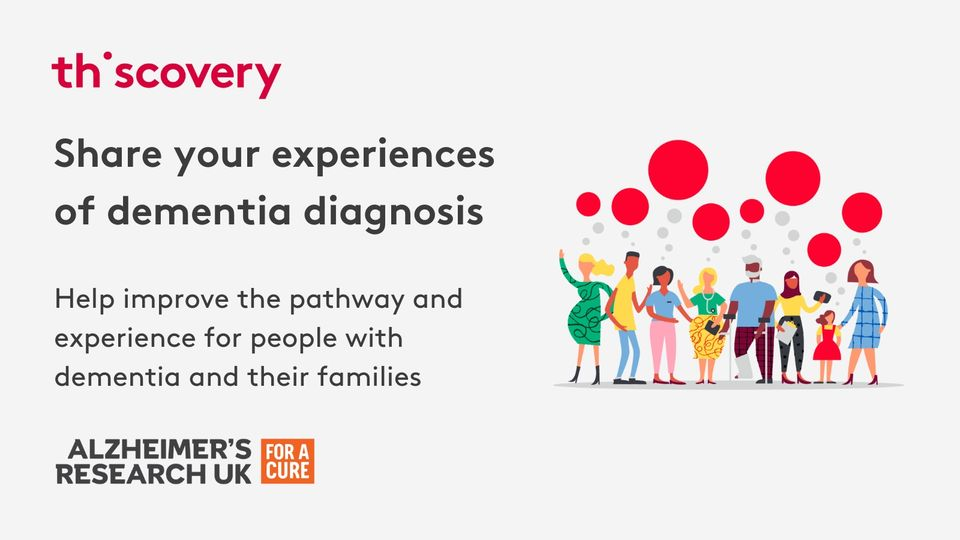 thiscovery
Share your experiences
of dementia diagnosis
Help improve the pathway and
experience for people with
dementia and their families
ALZHEIMER'S
RESEARCH UK
FOR A
CURE